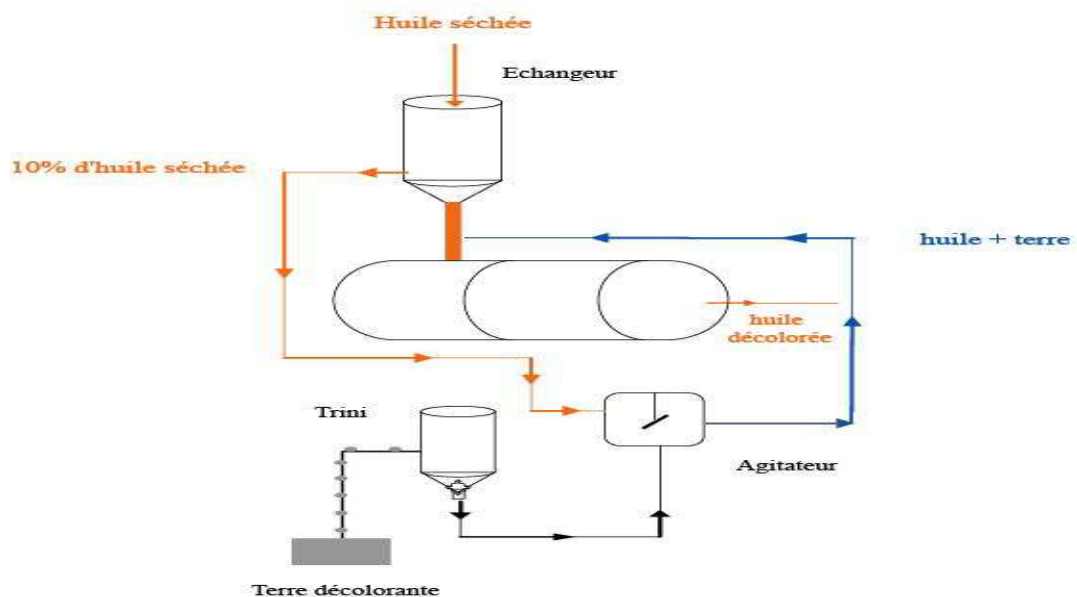 Huile séchée
Echangeur
10% d'huile séchée
huile + terre
huile
décolorée
Trini
Agitateur
Terre décolorante